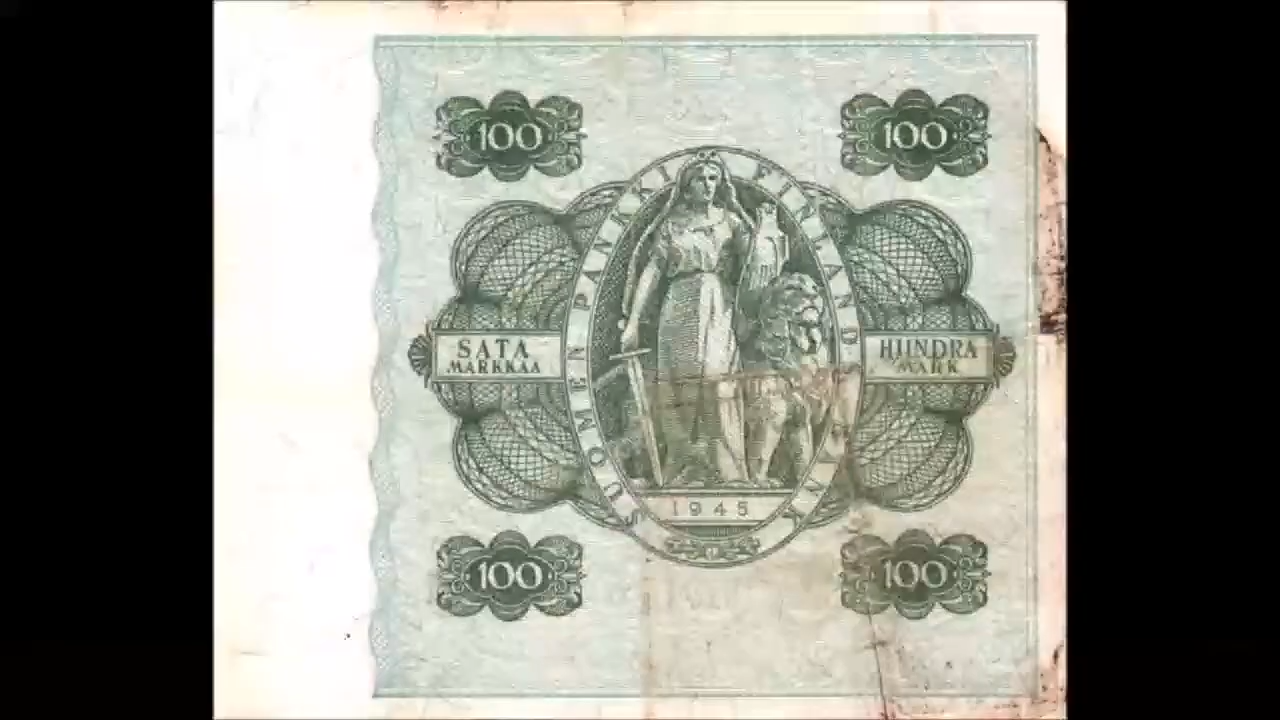 100
100
SUOMEN PANKKI
FINLANDS BANK
SATA
MARKKAA
HUNDRA
MARK
1945
100
100